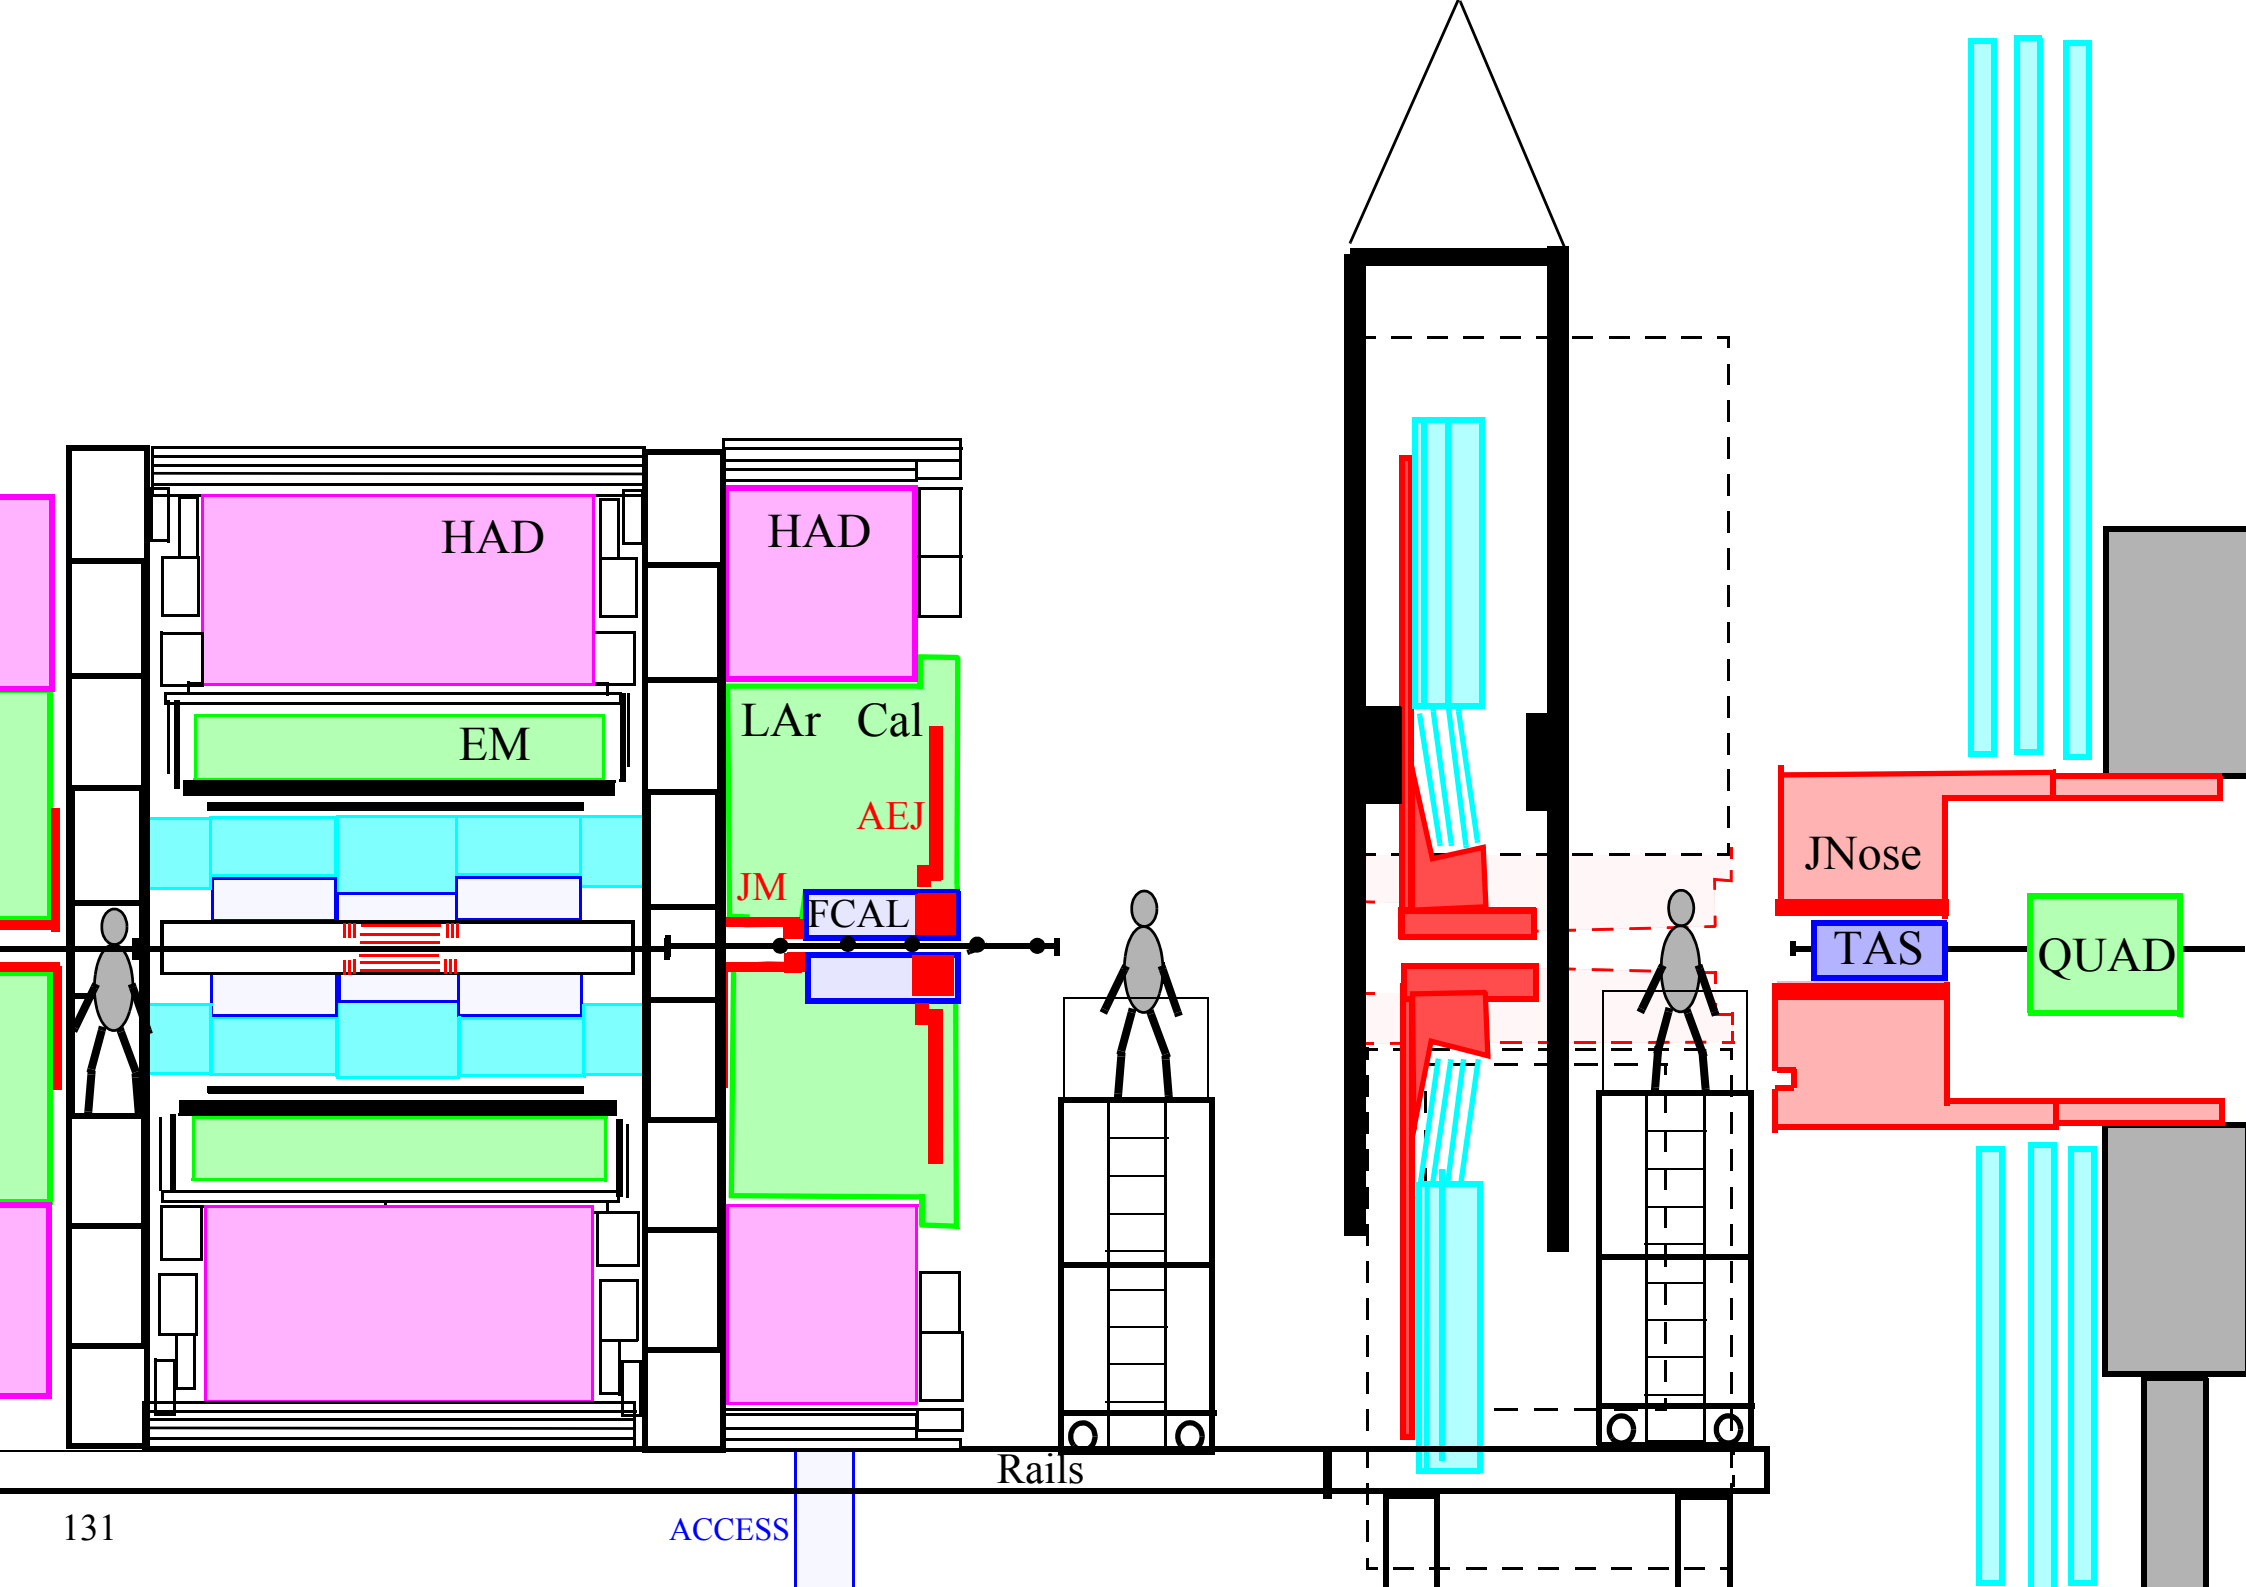 HAD
HAD
EM
LAr Cal
AEJ
JM
FCAL
JNose
TAS
QUAD
Rails
131
ACCESS